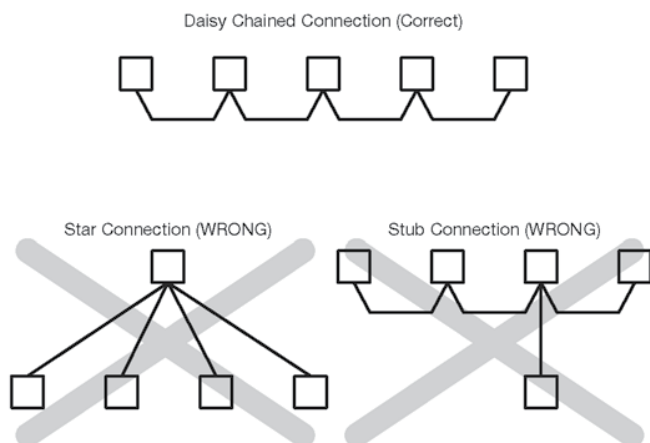 Daisy Chained Connection (Correct)
Star Connection (WRONG)
Stub Connection (WRONG)